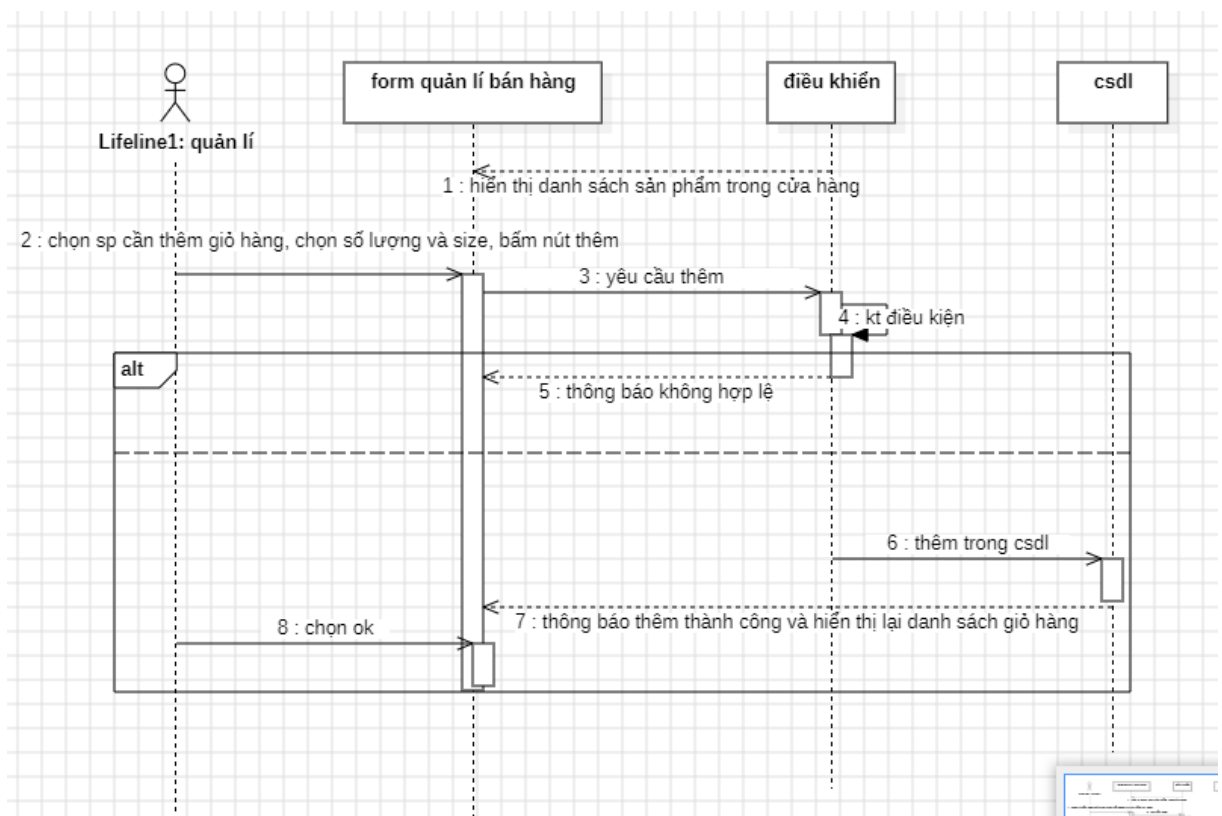 form quản lí bán hàng
điều khiển
csdl
Lifeline1: quản lí
1 : hiển thị danh sách sản phẩm trong cửa hàng
2 : chọn sp cần thêm giỏ hàng, chọn số lượng và size, bấm nút thêm
3 : yêu cầu thêm
4 : kt điều kiện
alt
5 : thông báo không hợp lệ
6 : thêm trong csdl
7 : thông báo thêm thành công và hiển thị lại danh sách giỏ hàng
8 : chọn ok